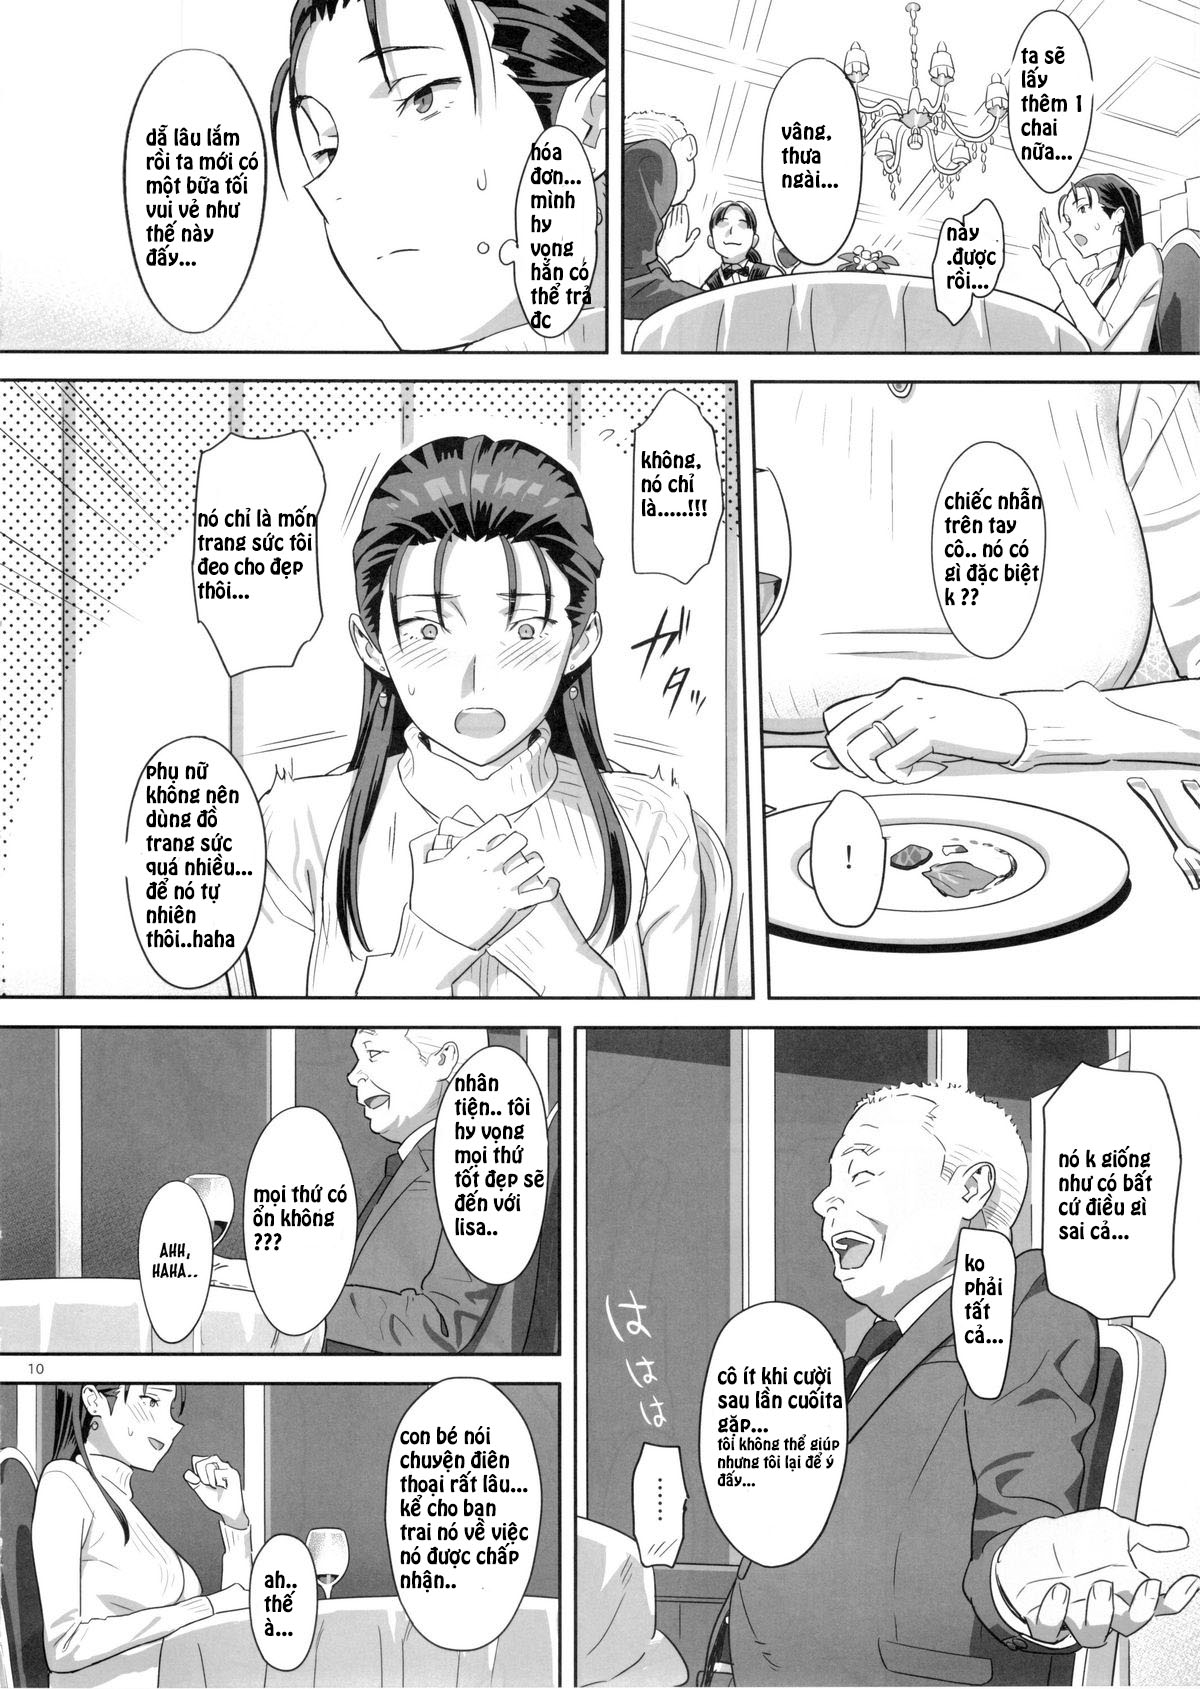 ta sẽ
lấy
thêm 1
chai
nữa...
vâng,
thưa
ngài...
này
.được
rồi...
hóa
đơn...
mình
hy
vọng
hắn có
thể trả
đc
dẳ lâu lắm
rồi ta mới có
một bữa tối
vui vẻ như
thế này
đấy...
chiếc nhẫn
trên tay
cô.. nó có
gì đặc biệt
k ??
!
không,
nó chỉ
là.....!!!
ガタッ
nó chỉ là mốn
trang sức tôi
đeo cho đẹp
thôi...
phụ nữ
không nên
dùng đồ
trang sức
quá nhiều...
để nó tự
nhiên
thôi..haha
nó k giống
như có bất
cứ điều gì
sai cả...
ko
phải
tất
cả...
cô ít khi cười
sau lần cuốita
gặp...
tôi không thể giúp
nhưng tôi lại để ý
đấy...
はははは
........
nhân
tiện.. tôi
hy vọng
mọi thứ
tốt đẹp sẽ
đến với
lisa..
mọi thứ có
ổn không
???
AHH,
HAHA..
con bé nói
chuyện điện
thoại rất lâu...
kể cho bạn
trai nó về việc
nó được chấp
nhận..
ah..
thế
à...
10